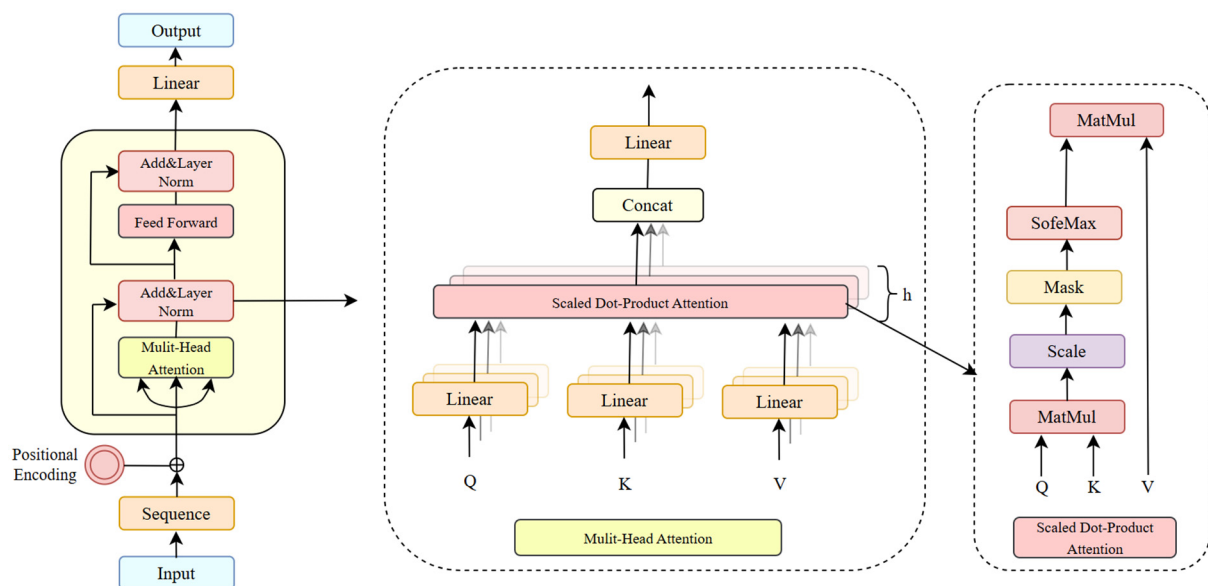 Output
Linear
Add&Layer
Norm
Feed Forward
Add&Layer
Norm
Mulit-Head
Attention
Positional
Encoding
Sequence
Input
Linear
Concat
Scaled Dot-Product Attention
h
Linear
Linear
Linear
Q
K
V
Mulit-Head Attention
MatMul
SofeMax
Mask
Scale
MatMul
Q
K
V
Scaled Dot-Product
Attention